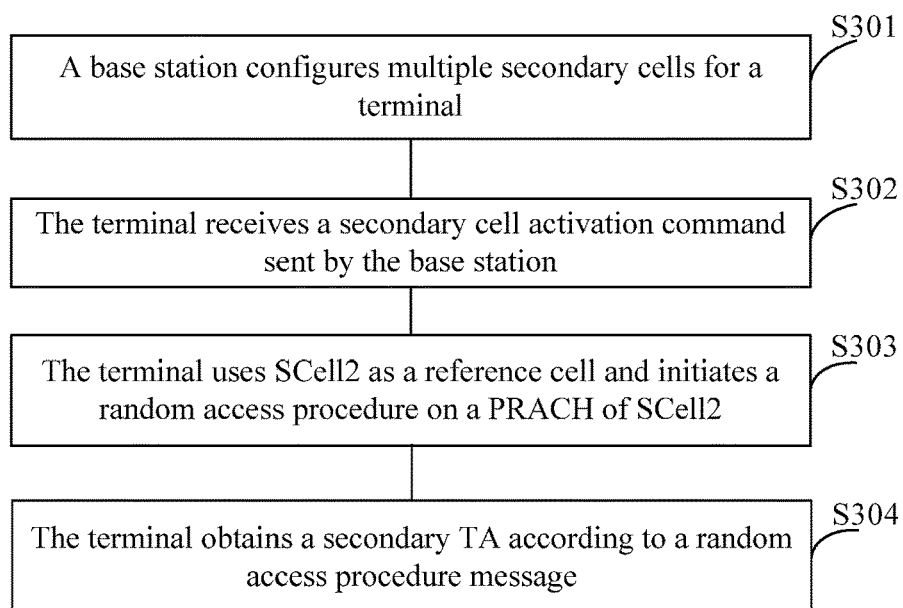 S301
A base station configures multiple secondary cells for a
terminal
S302
The terminal receives a secondary cell activation command
sent by the base station
S303
The terminal uses SCell2 as a reference cell and initiates a
random access procedure on a PRACH of SCell2
S304
The terminal obtains a secondary TA according to a random
access procedure message